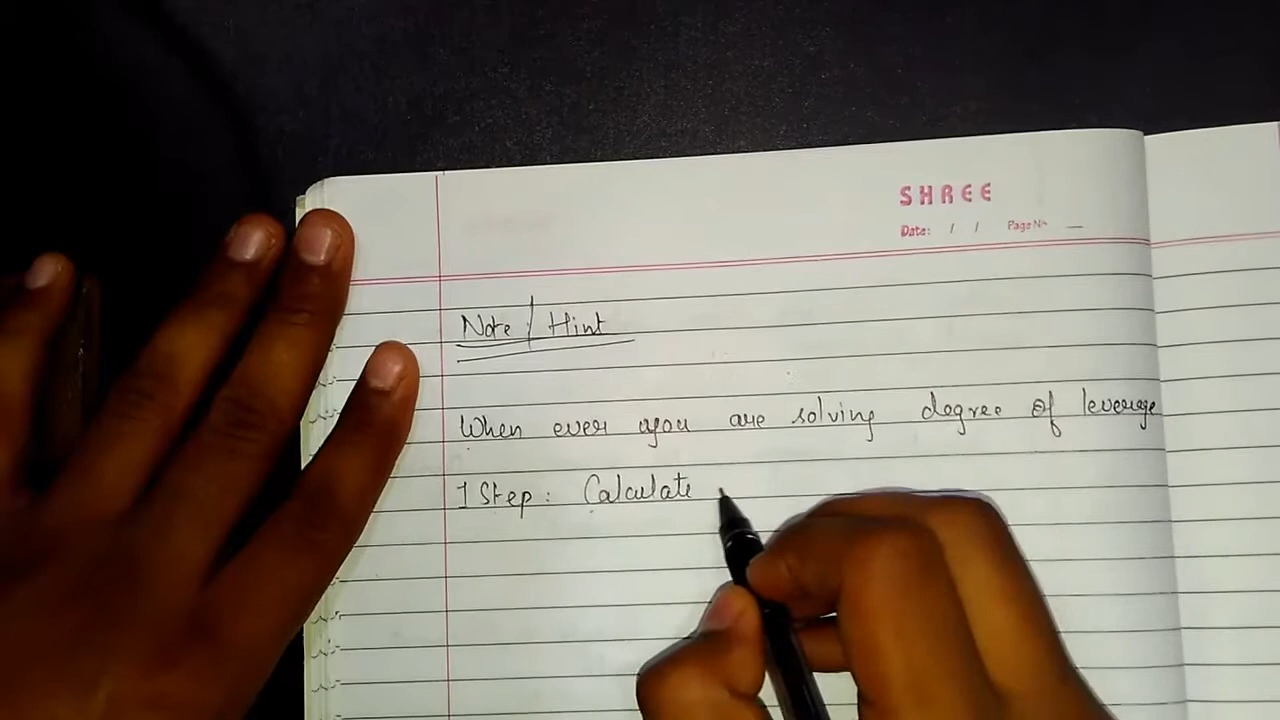 SHREE
Date: / / Page No
Note / Hint
When ever you are solving degree of leverage
1 Step: Calculate